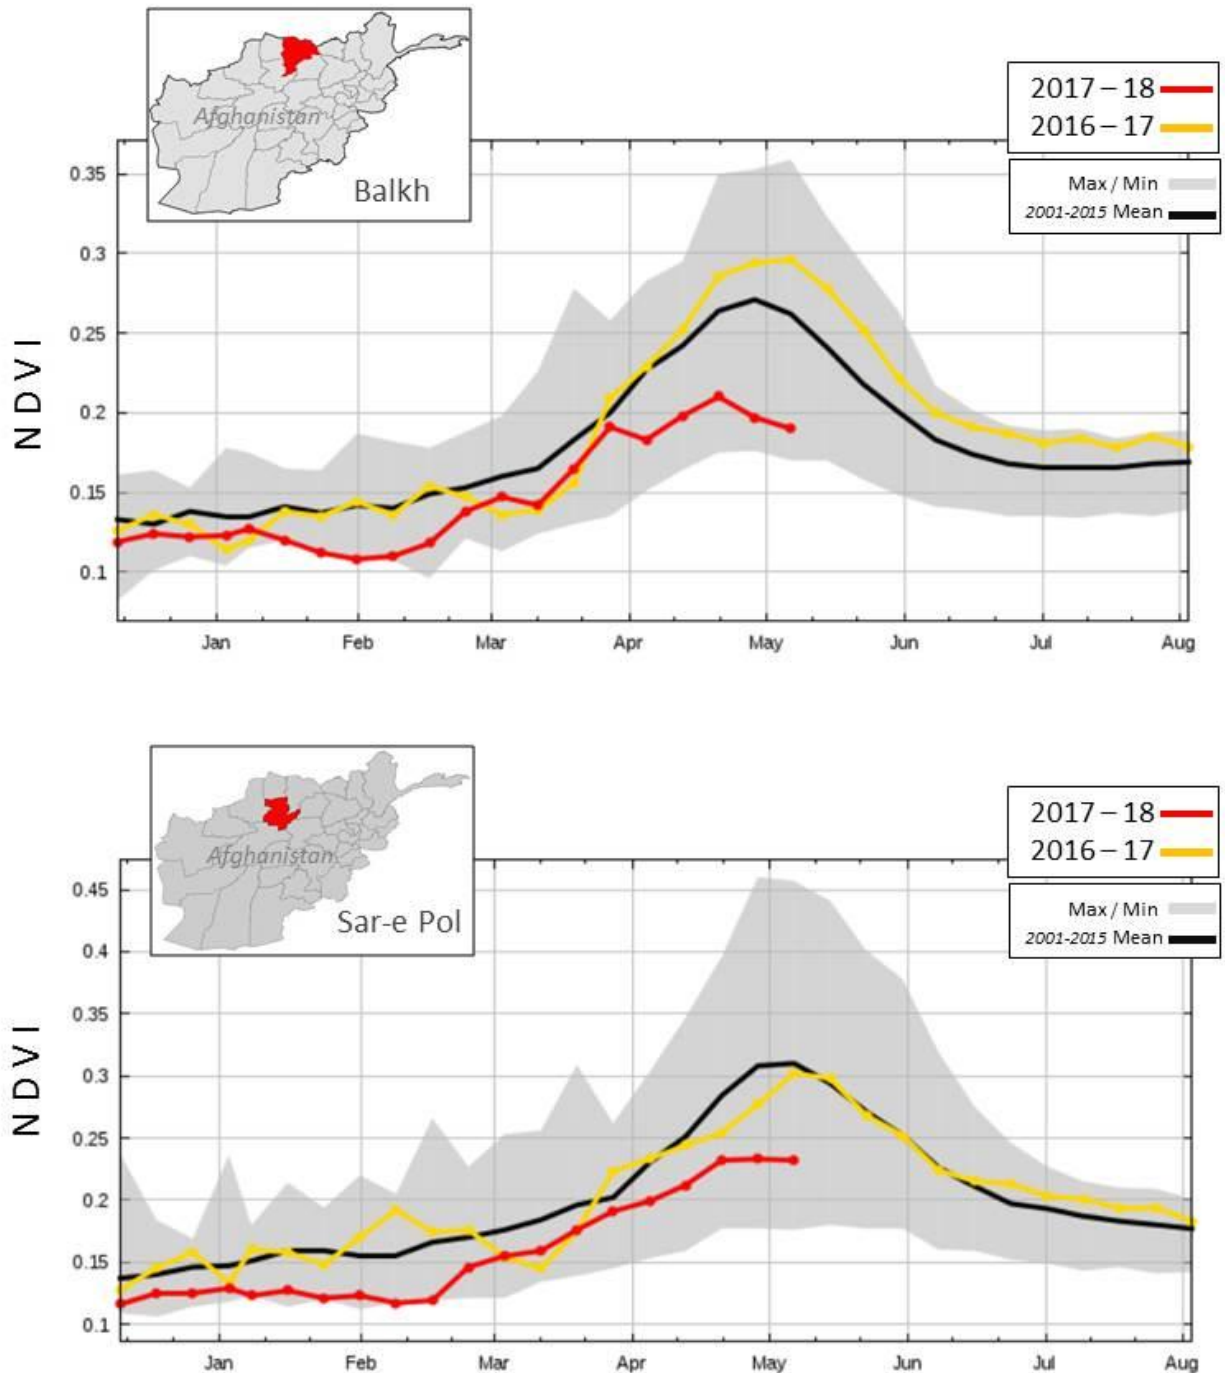 Afghanistan
Balkh
2017 – 18
2016 – 17
Max / Min
2001-2015 Mean
N D V I
0.35
0.3
0.25
0.2
0.15
0.1
Jan Feb Mar Apr May Jun Jul Aug
Afghanistan
Sar-e Pol
2017 – 18
2016 – 17
Max / Min
2001-2015 Mean
N D V I
0.45
0.4
0.35
0.3
0.25
0.2
0.15
0.1
Jan Feb Mar Apr May Jun Jul Aug